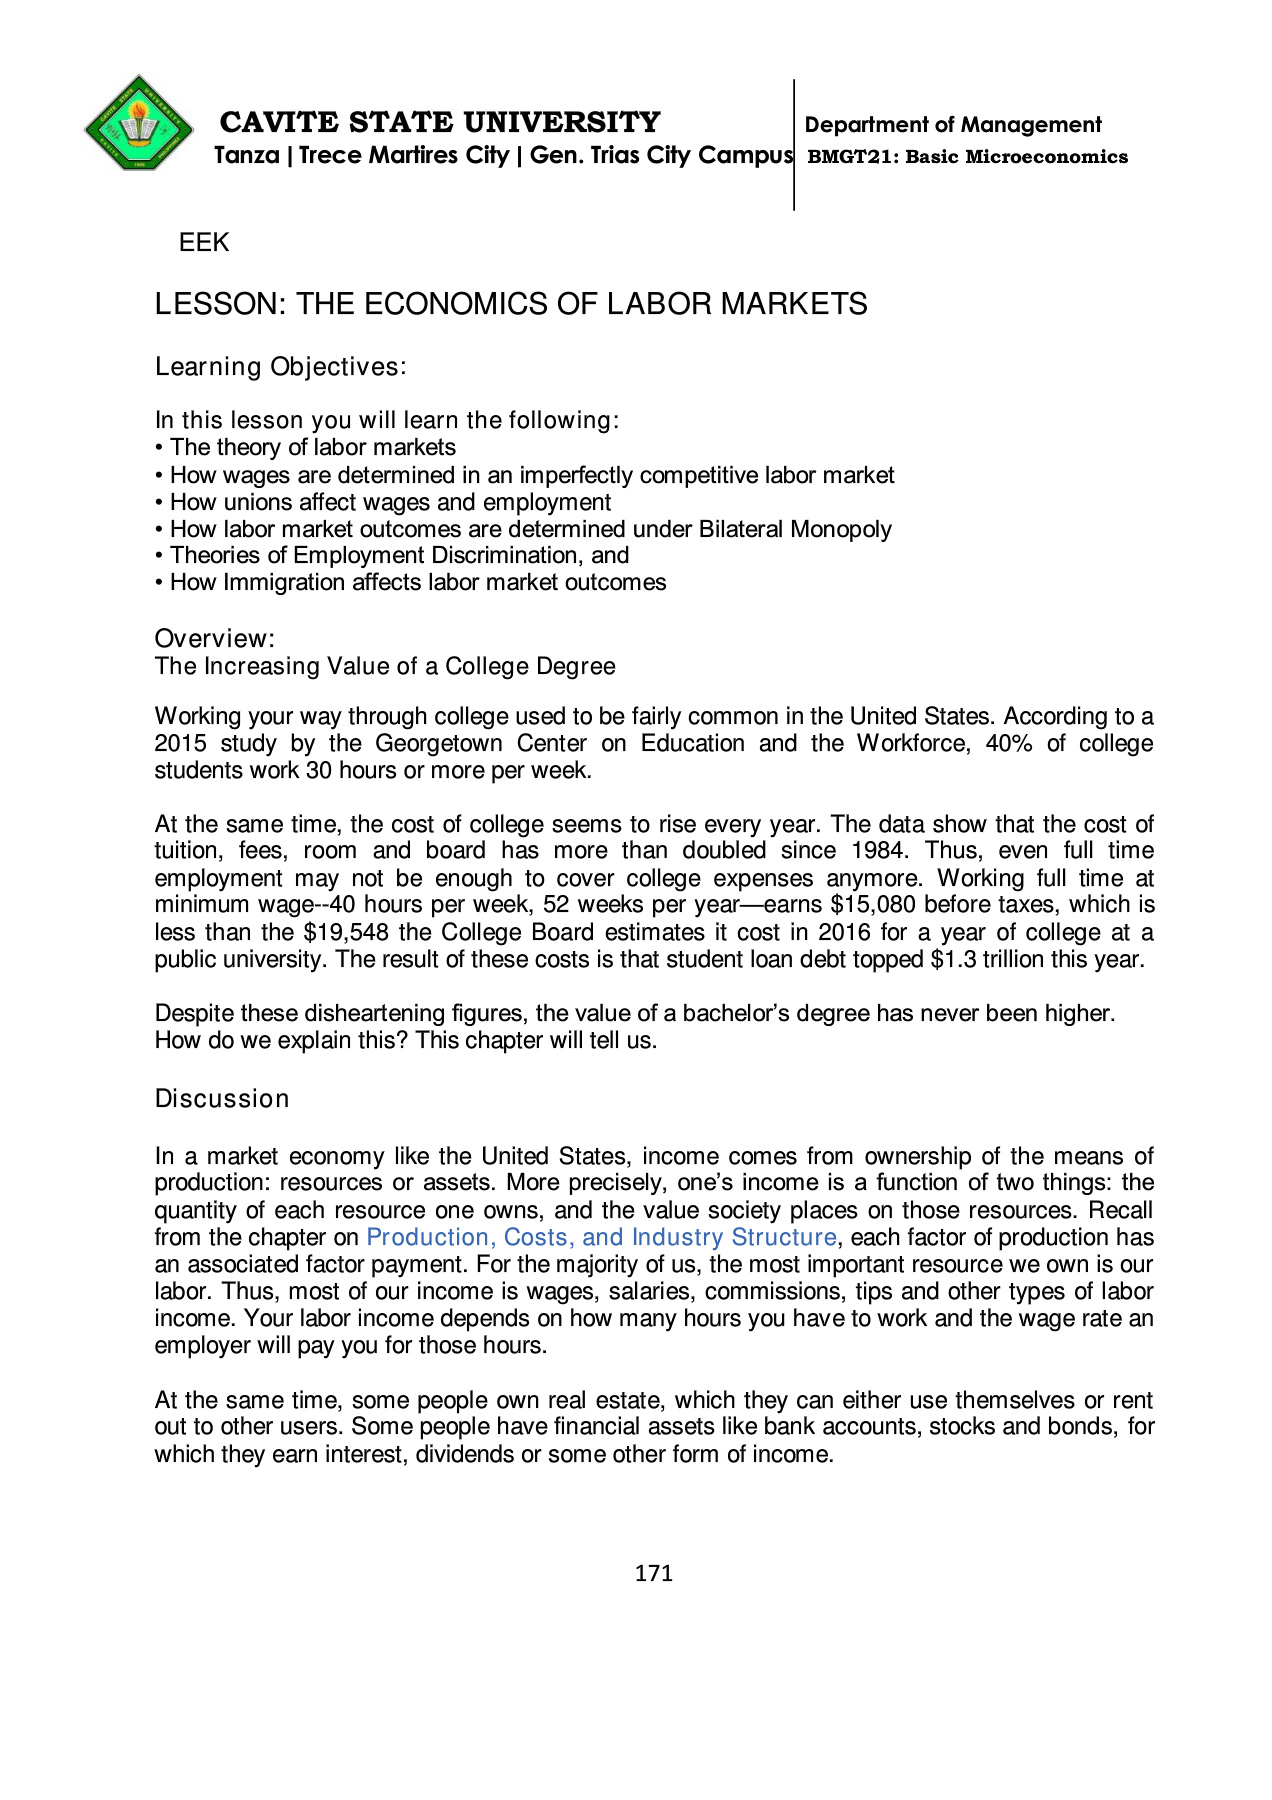 CAVITE STATE UNIVERSITY
Tanza | Trece Martires City | Gen. Trias City Campus
Department of Management
BMGT21: Basic Microeconomics
EEK
LESSON: THE ECONOMICS OF LABOR MARKETS
Learning Objectives:
In this lesson you will learn the following:
• The theory of labor markets
• How wages are determined in an imperfectly competitive labor market
• How unions affect wages and employment
• How labor market outcomes are determined under Bilateral Monopoly
• Theories of Employment Discrimination, and
• How Immigration affects labor market outcomes
Overview:
The Increasing Value of a College Degree
Working your way through college used to be fairly common in the United States. According to a
2015 study by the Georgetown Center on Education and the Workforce, 40% of college
students work 30 hours or more per week.
At the same time, the cost of college seems to rise every year. The data show that the cost of
tuition, fees, room and board has more than doubled since 1984. Thus, even full time
employment may not be enough to cover college expenses anymore. Working full time at
minimum wage--40 hours per week, 52 weeks per year—earns $15,080 before taxes, which is
less than the $19,548 the College Board estimates it cost in 2016 for a year of college at a
public university. The result of these costs is that student loan debt topped $1.3 trillion this year.
Despite these disheartening figures, the value of a bachelor’s degree has never been higher.
How do we explain this? This chapter will tell us.
Discussion
In a market economy like the United States, income comes from ownership of the means of
production: resources or assets. More precisely, one’s income is a function of two things: the
quantity of each resource one owns, and the value society places on those resources. Recall
from the chapter on Production, Costs, and Industry Structure, each factor of production has
an associated factor payment. For the majority of us, the most important resource we own is our
labor. Thus, most of our income is wages, salaries, commissions, tips and other types of labor
income. Your labor income depends on how many hours you have to work and the wage rate an
employer will pay you for those hours.
At the same time, some people own real estate, which they can either use themselves or rent
out to other users. Some people have financial assets like bank accounts, stocks and bonds, for
which they earn interest, dividends or some other form of income.
171